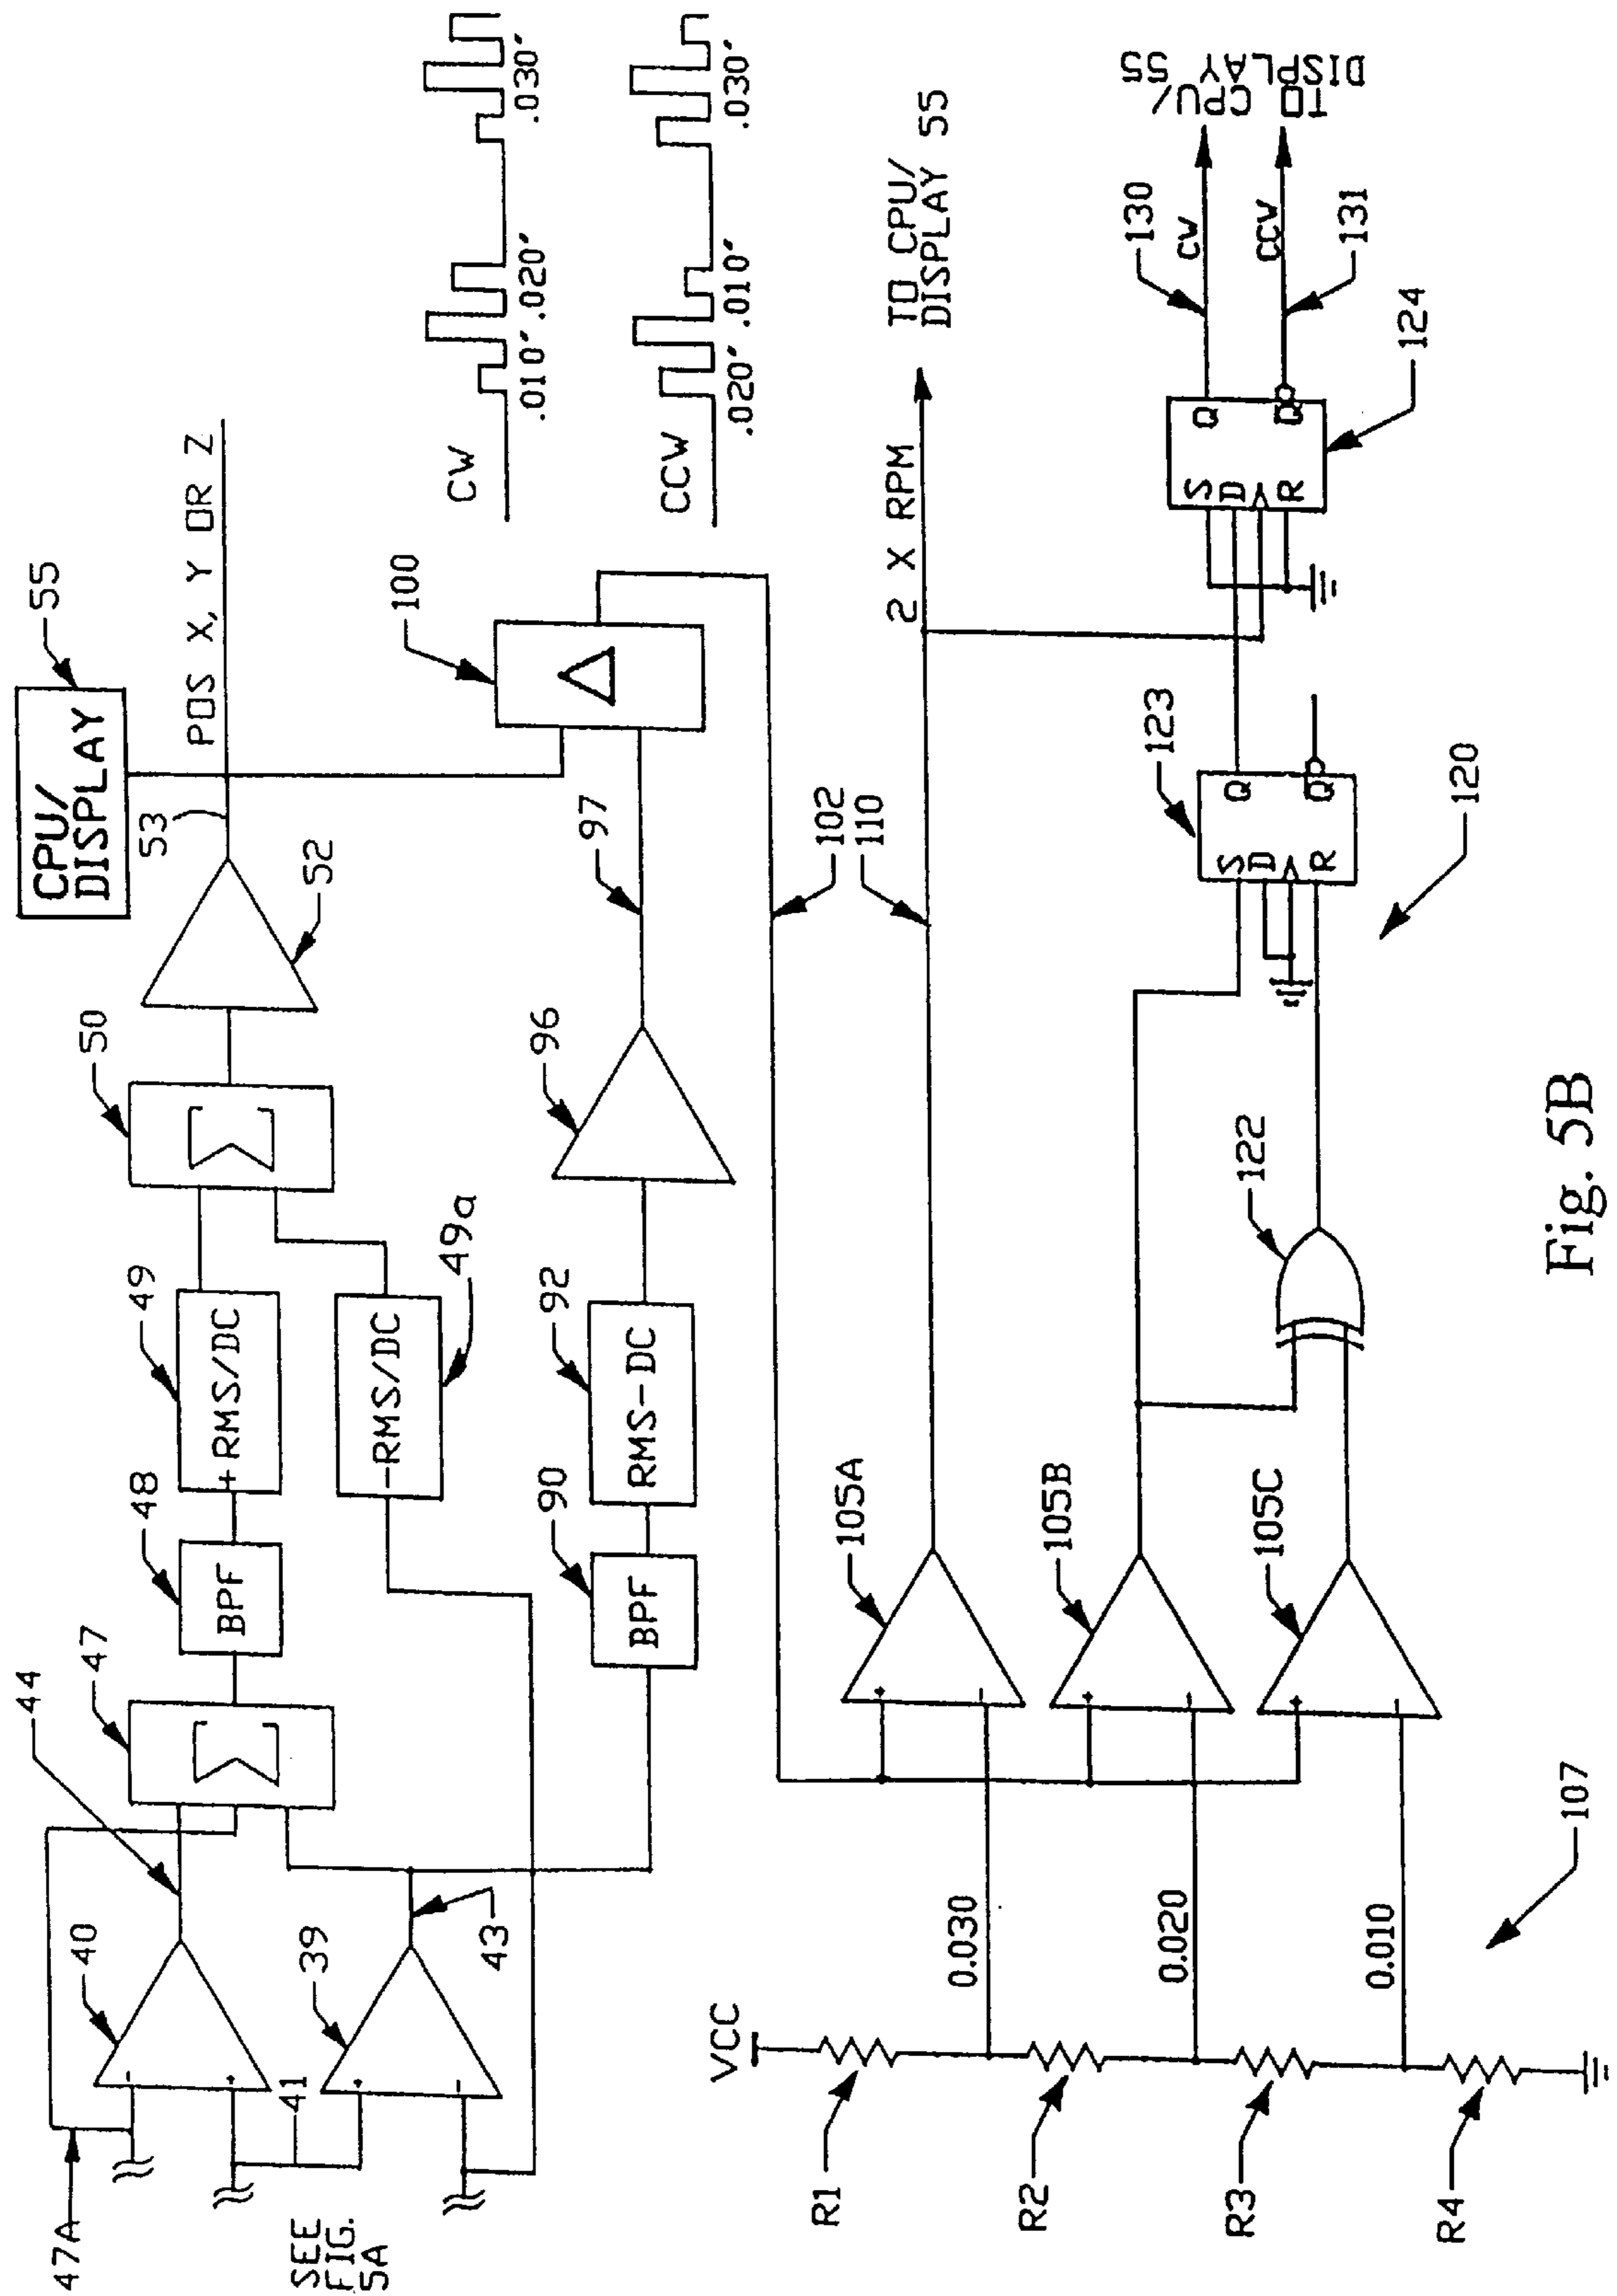 CPU/
DISPLAY
55
POS X, Y OR Z
53
52
50
49
+RMS/DC
48
BPF
47
44
40
47A
-
+
41
SEE
FIG.
5A
39
+
-
43
-RMS/DC
49a
90
BPF
92
RMS-DC
96
97
100
Δ
Σ
Σ
CW
.010"
.020"
.030"
CCW
.020"
.010"
.030"
102
110
2 X RPM
TO CPU/
DISPLAY 55
105A
+
-
105B
+
-
105C
+
-
VCC
R1
0.030
R2
0.020
R3
0.010
R4
107
122
120
123
S
D
R
Q
Q
124
S
D
R
Q
Q
130
CW
CCW
131
TO CPU/
DISPLAY 55
Fig. 5B